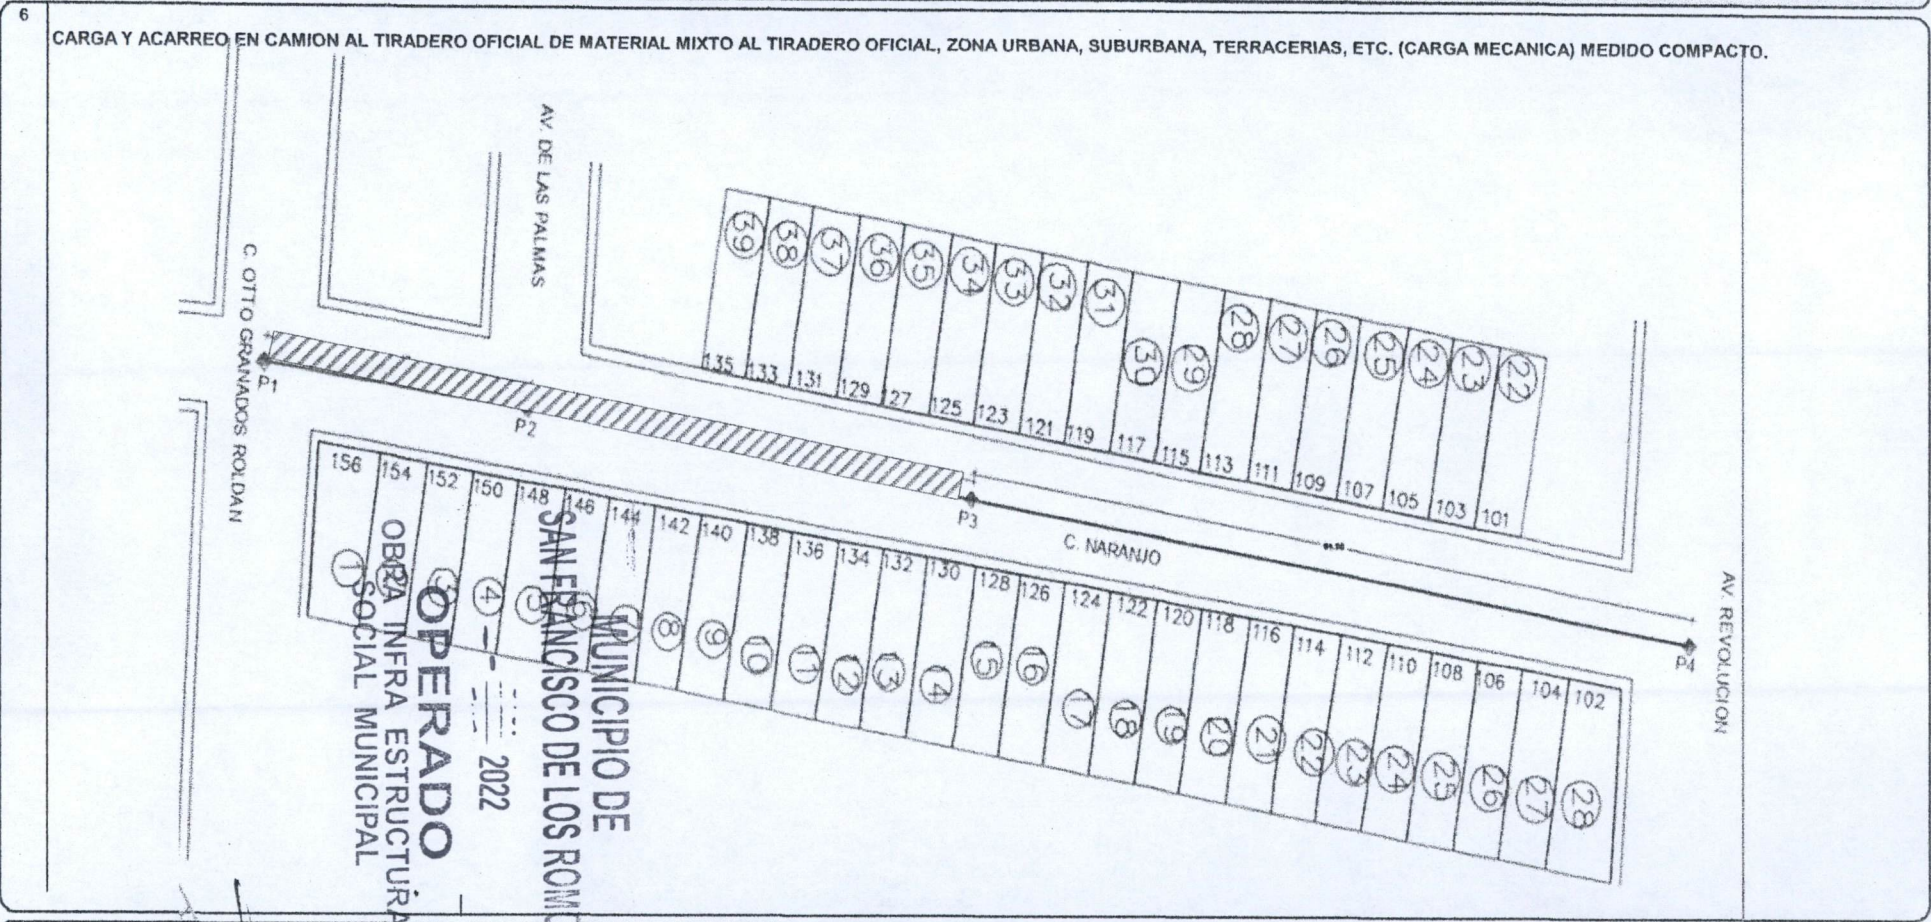 6
CARGA Y ACARREO EN CAMION AL TIRADERO OFICIAL DE MATERIAL MIXTO AL TIRADERO OFICIAL, ZONA URBANA, SUBURBANA, TERRACERIAS, ETC. (CARGA MECANICA) MEDIDO COMPACTO.
AV. DE LAS PALMAS
C. OTTO GRANADOS ROLDAN
39 38 37 36 35 34 33 32 31 30 29 28 27 26 25 24 23 22
135 133 131 129 127 125 123 121 119 117 115 113 111 109 107 105 103 101
P1
P2
P3
C. NARANJO
P4
AV. REVOLUCION
156 154 152 150 148 146 144 142 140 138 136 134 132 130 128 126 124 122 120 118 116 114 112 110 108 106 104 102
1 3 4 5 6 7 8 9 10 11 12 13 14 15 16 17 18 19 20 21 22 23 24 25 26 27 28
MUNICIPIO DE
SAN FRANCISCO DE LOS ROMO
2022
OPERADO
OBRA INFRA ESTRUCTURA
SOCIAL MUNICIPAL